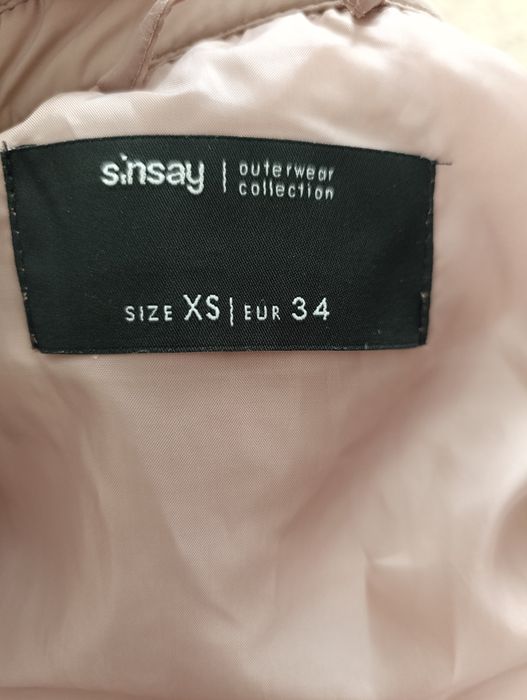 sinsay | outerwear
collection
SIZE XS | EUR 34